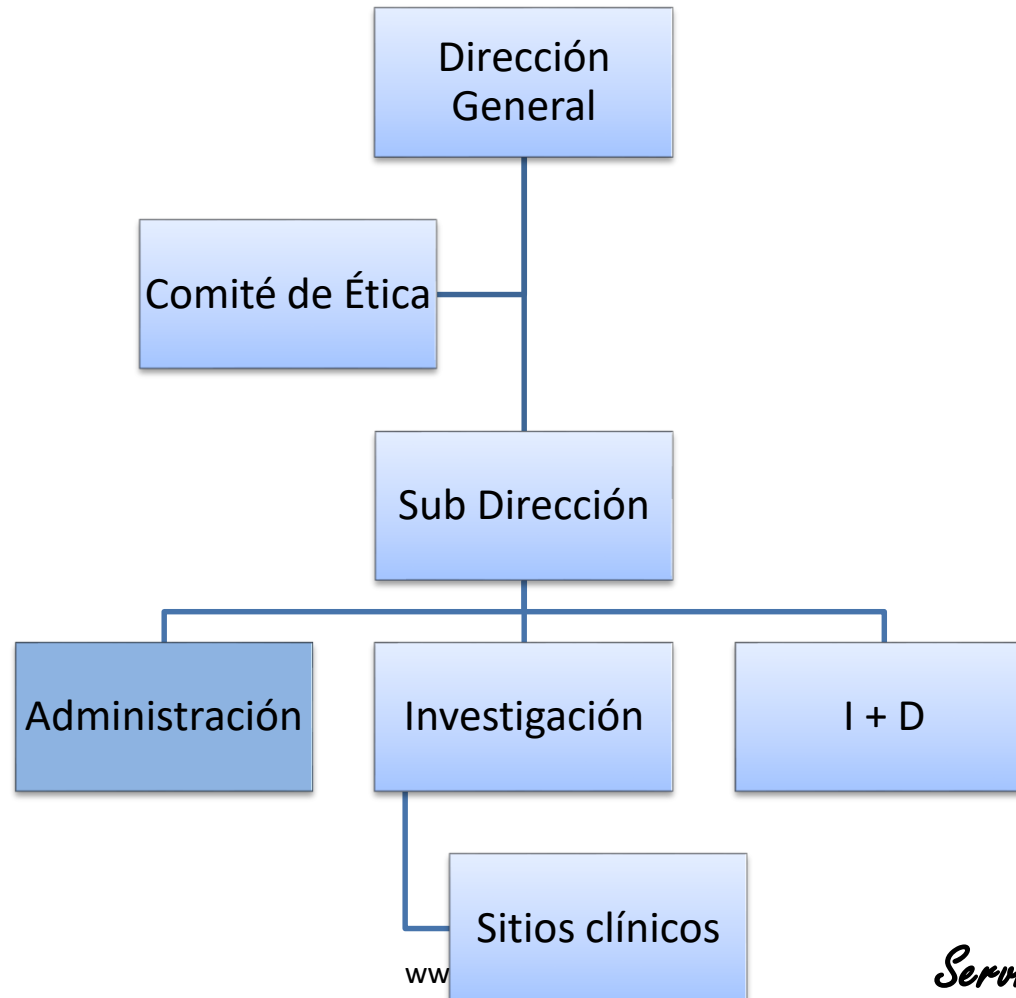 Dirección
General
Comité de Ética
Sub Dirección
Administración
Investigación
I + D
Sitios clínicos